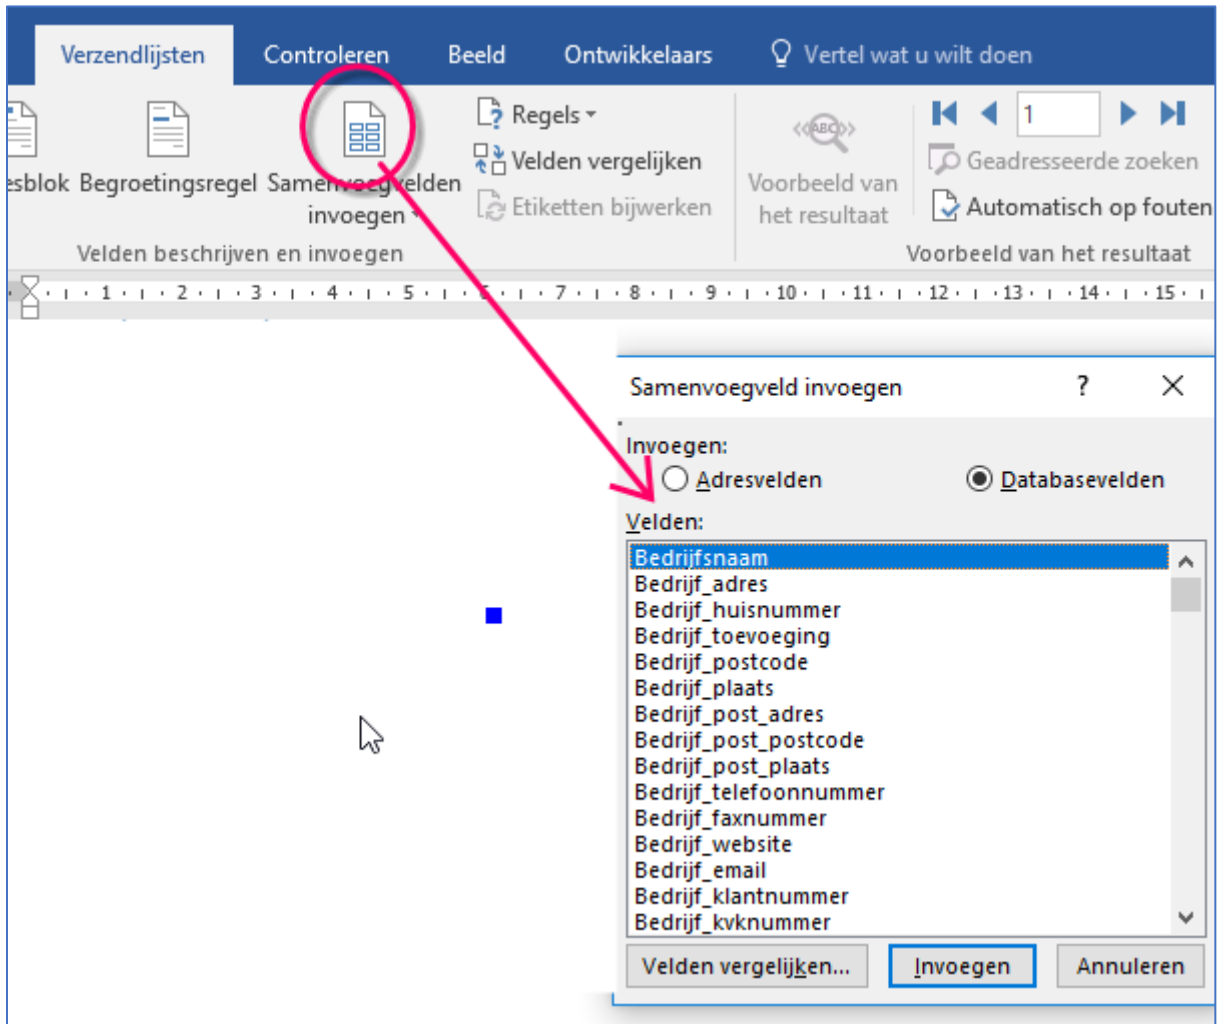 Verzendlijsten Controleren Beeld Ontwikkelaars Vertel wat u wilt doen
esblok Begroetingsregel Samenvoegvelden invoegen
Regels
Velden vergelijken
Etiketten bijwerken
Velden beschrijven en invoegen
«ABC»
Voorbeeld van
het resultaat
1
Geadresseerde zoeken
Automatisch op fouten
Voorbeeld van het resultaat
1 2 3 4 5 6 7 8 9 10 11 12 13 14 15
Samenvoegveld invoegen ?
Invoegen:
Adresvelden Databasevelden
Velden:
Bedrijfsnaam
Bedrijf_adres
Bedrijf_huisnummer
Bedrijf_toevoeging
Bedrijf_postcode
Bedrijf_plaats
Bedrijf_post_adres
Bedrijf_post_postcode
Bedrijf_post_plaats
Bedrijf_telefoonnummer
Bedrijf_faxnummer
Bedrijf_website
Bedrijf_email
Bedrijf_klantnummer
Bedrijf_kvknummer
Velden vergelijken... Invoegen Annuleren